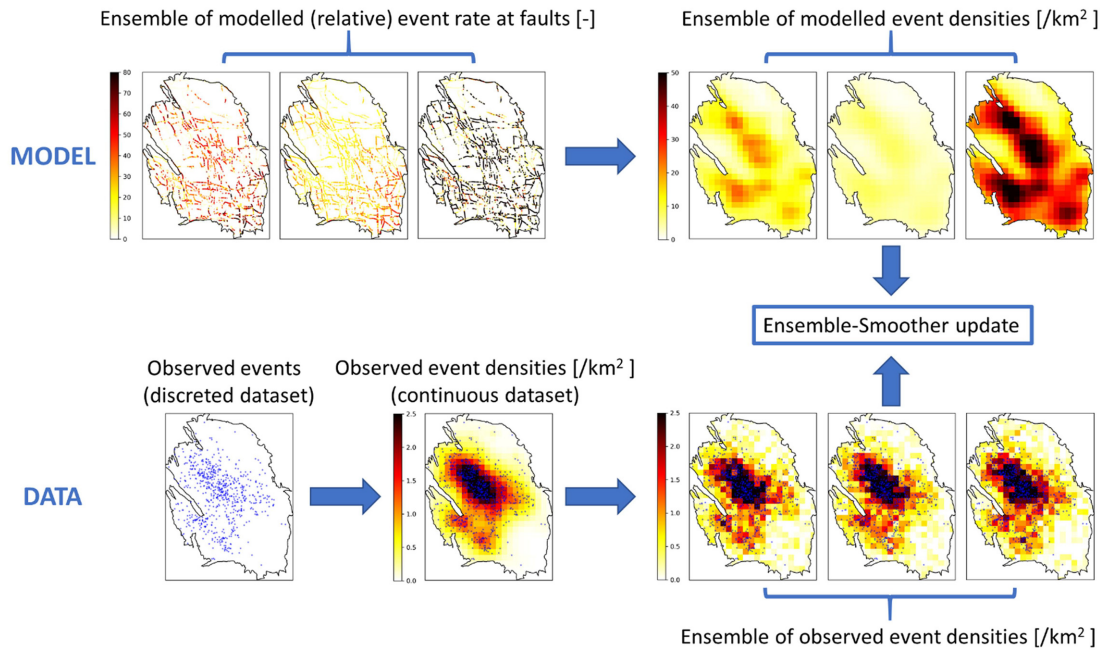 Ensemble of modelled (relative) event rate at faults [-]
Ensemble of modelled event densities [/km² ]
80
70
60
50
40
30
20
10
0
50
40
30
20
10
0
MODEL
Ensemble-Smoother update
Observed events
(discreted dataset)
Observed event densities [/km² ]
(continuous dataset)
2.5
2.0
1.5
1.0
0.5
0.0
2.5
2.0
1.5
1.0
0.5
0.0
DATA
Ensemble of observed event densities [/km² ]